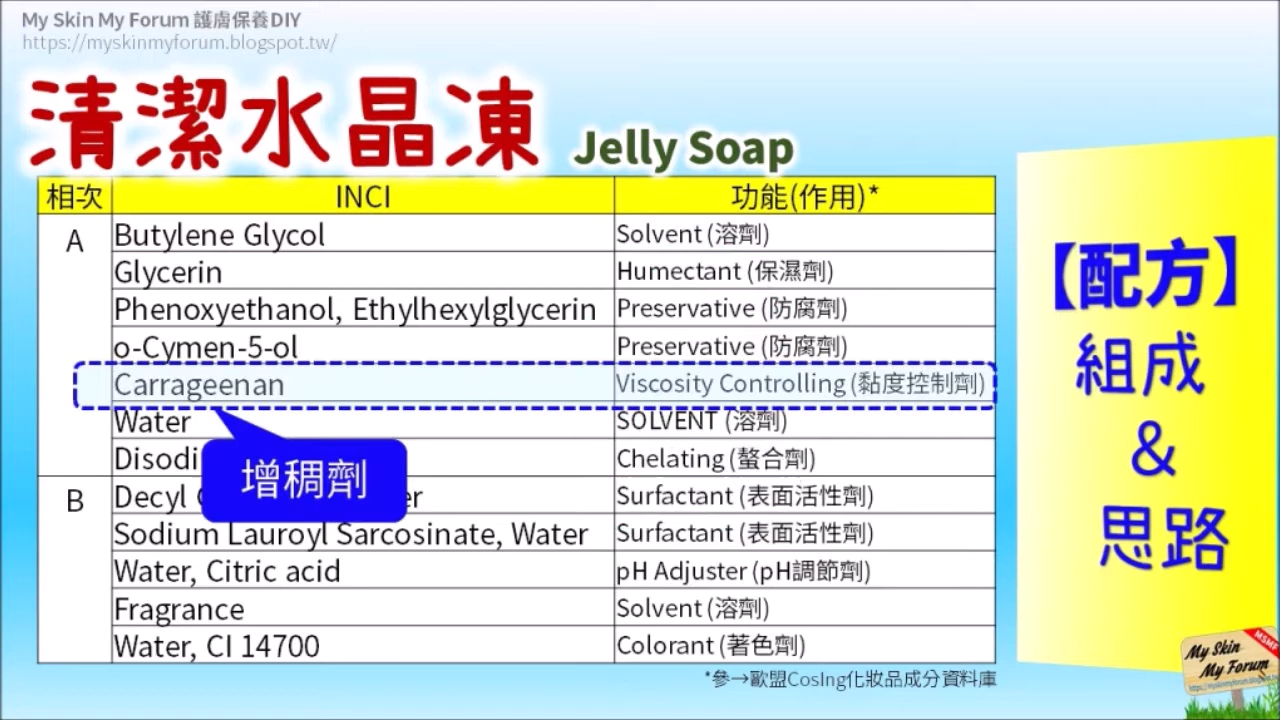 My Skin My Forum 護膚保養DIY
https://myskinmyforum.blogspot.tw/
清潔水晶凍 Jelly Soap
相次 INCI 功能(作用)*
A Butylene Glycol Solvent (溶劑)
Glycerin Humectant (保濕劑)
Phenoxyethanol, Ethylhexylglycerin Preservative (防腐劑)
o-Cymen-5-ol Preservative (防腐劑)
Carrageenan Viscosity Controlling (黏度控制劑)
Water SOLVENT (溶劑)
Disodi Chelating (螯合劑)
增稠劑
B Decyl Surfactant (表面活性劑)
Sodium Lauroyl Sarcosinate, Water Surfactant (表面活性劑)
Water, Citric acid pH Adjuster (pH調節劑)
Fragrance Solvent (溶劑)
Water, CI 14700 Colorant (著色劑)
*參→歐盟CosIng化妝品成分資料庫
【配方】
組成
&
思路
MSMF
My Skin
My Forum